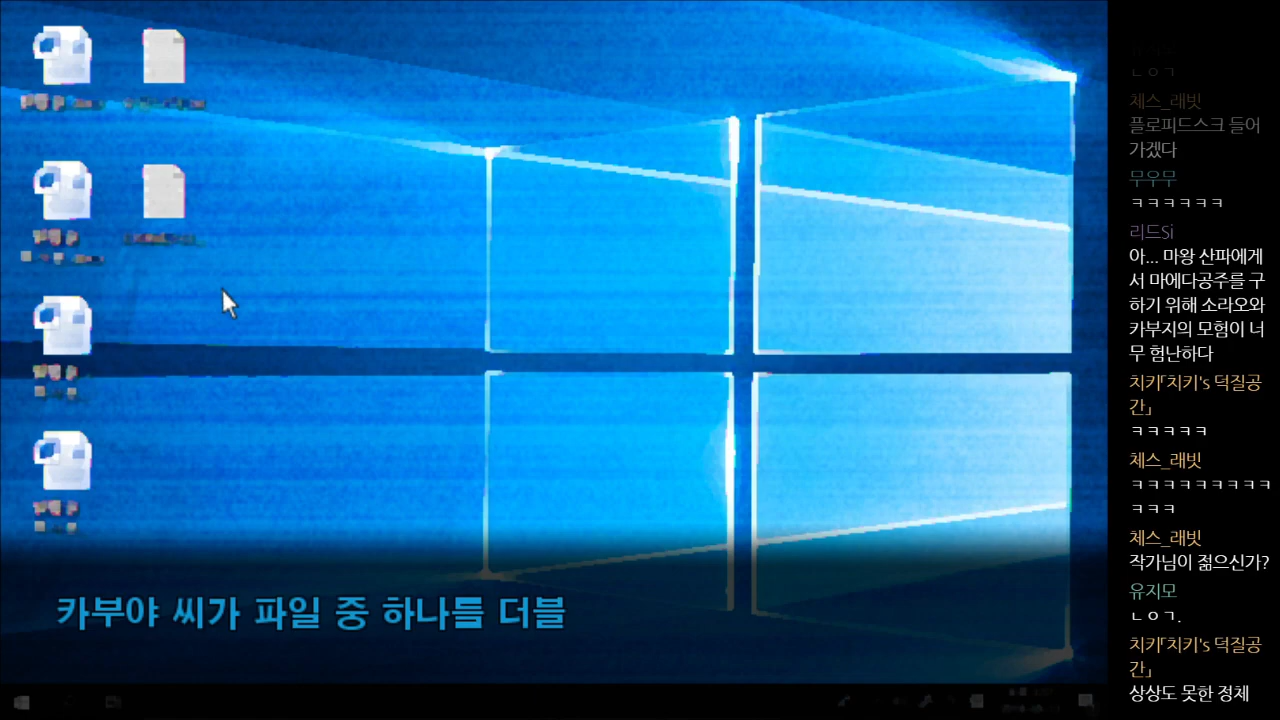 카부야 씨가 파일 중 하나를 더블
ㄴㅇㄱ
체스_래빗
플로피드스크 들어
가겠다
무우무
ㅋㅋㅋㅋㅋㅋ
리드Si
아... 마왕 산파에게
서 마에다공주를 구
하기 위해 소라오와
카부지의 모험이 너
무 험난하다
치키「치키's 덕질공
간」
ㅋㅋㅋㅋㅋ
체스_래빗
ㅋㅋㅋㅋㅋㅋㅋㅋㅋ
ㅋㅋㅋ
체스_래빗
작가님이 젊으신가?
유지모
ㄴㅇㄱ.
치키「치키's 덕질공
간」
상상도 못한 정체